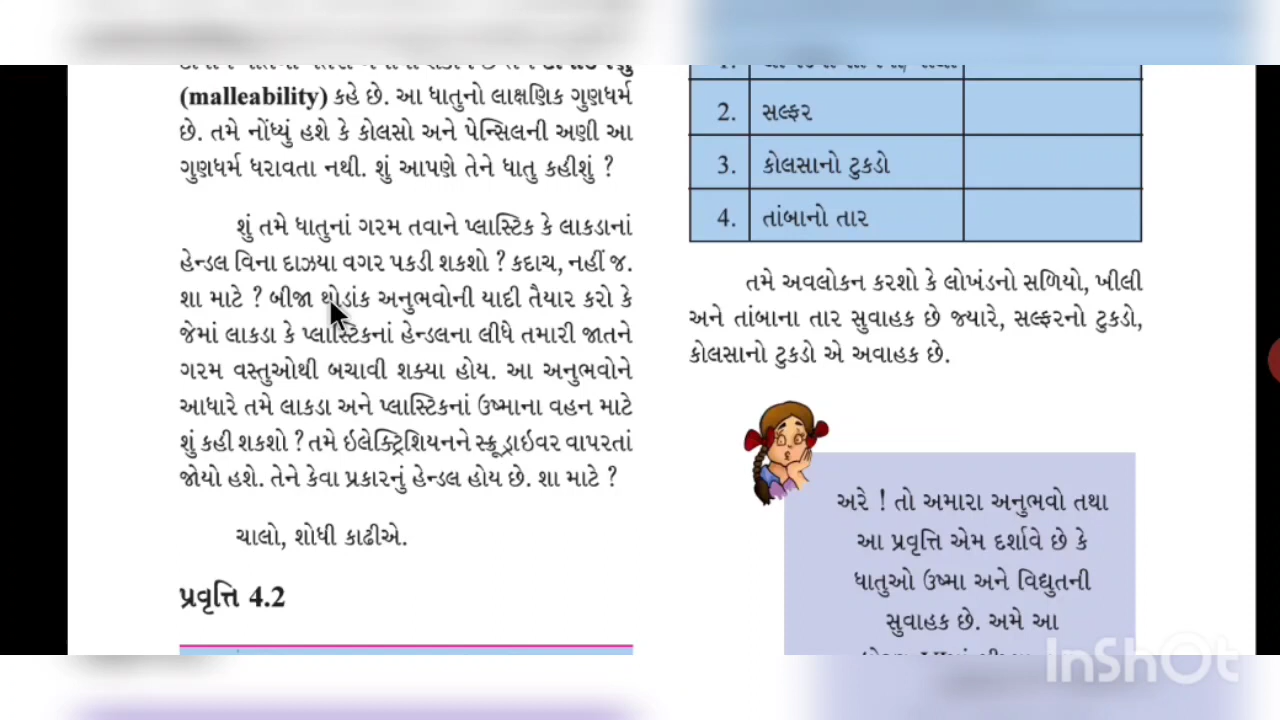 (malleability) કહે છે. આ ધાતુનો લાક્ષણિક ગુણધર્મ
છે. તમે નોંધ્યું હશે કે કોલસો અને પેન્સિલની અણી આ
ગુણધર્મ ધરાવતા નથી. શું આપણે તેને ધાતુ કહીશું ?
શું તમે ધાતુનાં ગરમ તવાને પ્લાસ્ટિક કે લાકડાનાં
હેન્ડલ વિના દાઝ્યા વગર પકડી શકશો ? કદાચ, નહીં જ.
શા માટે ? બીજા થોડાંક અનુભવોની યાદી તૈયાર કરો કે
જેમાં લાકડા કે પ્લાસ્ટિકનાં હેન્ડલના લીધે તમારી જાતને
ગરમ વસ્તુઓથી બચાવી શક્યા હોય. આ અનુભવોને
આધારે તમે લાકડા અને પ્લાસ્ટિકનાં ઉષ્માના વહન માટે
શું કહી શકશો ? તમે ઇલેક્ટ્રિશિયનને સ્ક્રૂ ડ્રાઇવર વાપરતાં
જોયો હશે. તેને કેવા પ્રકારનું હેન્ડલ હોય છે. શા માટે ?
ચાલો, શોધી કાઢીએ.
પ્રવૃત્તિ 4.2
2. સલ્ફર
3. કોલસાનો ટુકડો
4. તાંબાનો તાર
તમે અવલોકન કરશો કે લોખંડનો સળિયો, ખીલી
અને તાંબાના તાર સુવાહક છે જ્યારે, સલ્ફરનો ટુકડો,
કોલસાનો ટુકડો એ અવાહક છે.
અરે ! તો અમારા અનુભવો તથા
આ પ્રવૃત્તિ એમ દર્શાવે છે કે
ધાતુઓ ઉષ્મા અને વિદ્યુતની
સુવાહક છે. અમે આ
InShOt